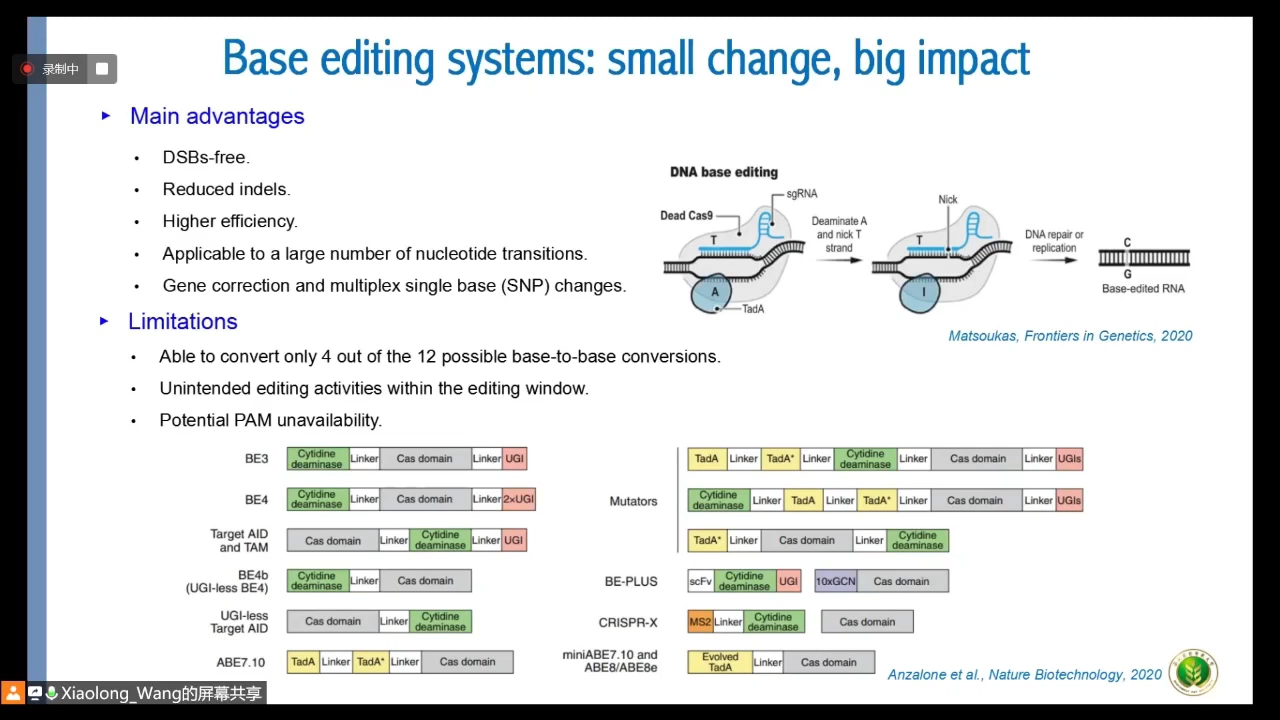 Base editing systems: small change, big impact
录制中
Main advantages
DSBs-free.
Reduced indels.
Higher efficiency.
Applicable to a large number of nucleotide transitions.
Gene correction and multiplex single base (SNP) changes.
DNA base editing
sgRNA
Dead Cas9
T
A
TadA
Deaminate A
and nick T
strand
Nick
T
I
DNA repair or
replication
C
G
Base-edited RNA
Matsoukas, Frontiers in Genetics, 2020
Limitations
Able to convert only 4 out of the 12 possible base-to-base conversions.
Unintended editing activities within the editing window.
Potential PAM unavailability.
BE3 Cytidine deaminase Linker Cas domain Linker UGI
BE4 Cytidine deaminase Linker Cas domain Linker 2×UGI
Target AID
and TAM Cas domain Linker Cytidine deaminase Linker UGI
BE4b
(UGI-less BE4) Cytidine deaminase Linker Cas domain
UGI-less
Target AID Cas domain Linker Cytidine deaminase
ABE7.10 TadA Linker TadA* Linker Cas domain
TadA Linker TadA* Linker Cytidine deaminase Linker Cas domain Linker UGIs
Mutators Cytidine deaminase Linker TadA Linker TadA* Linker Cas domain Linker UGIs
TadA* Linker Cas domain Linker Cytidine deaminase
BE-PLUS scFv Cytidine deaminase UGI 10xGCN Cas domain
CRISPR-X MS2 Linker Cytidine deaminase Cas domain
miniABE7.10 and
ABE8/ABE8e Evolved TadA Linker Cas domain
Anzalone et al., Nature Biotechnology, 2020
Xiaolong_Wang的屏幕共享